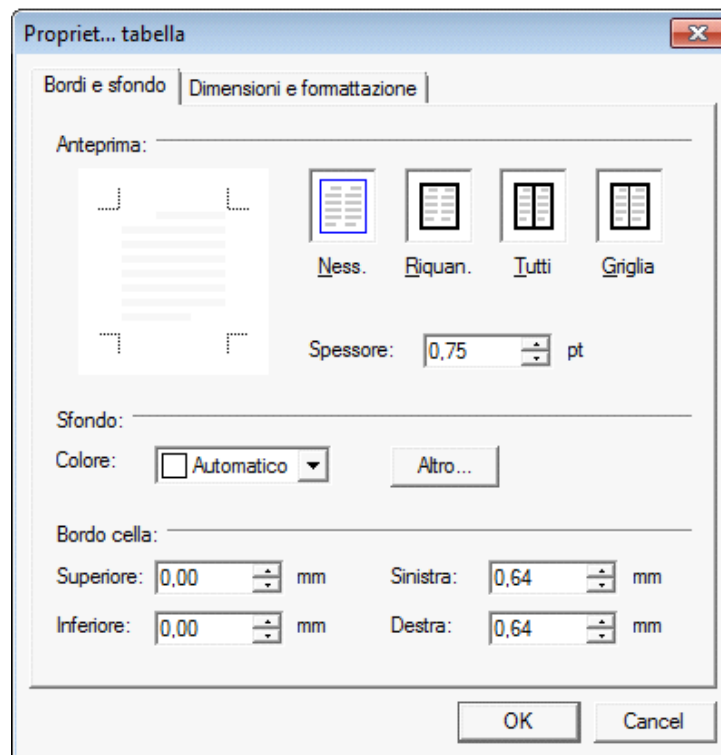 Propriet... tabella
Bordi e sfondo Dimensioni e formattazione
Anteprima:
Ness. Riquan. Tutti Griglia
Spessore: 0,75 pt
Sfondo:
Colore: Automatico Altro...
Bordo cella:
Superiore: 0,00 mm Sinistra: 0,64 mm
Inferiore: 0,00 mm Destra: 0,64 mm
OK Cancel